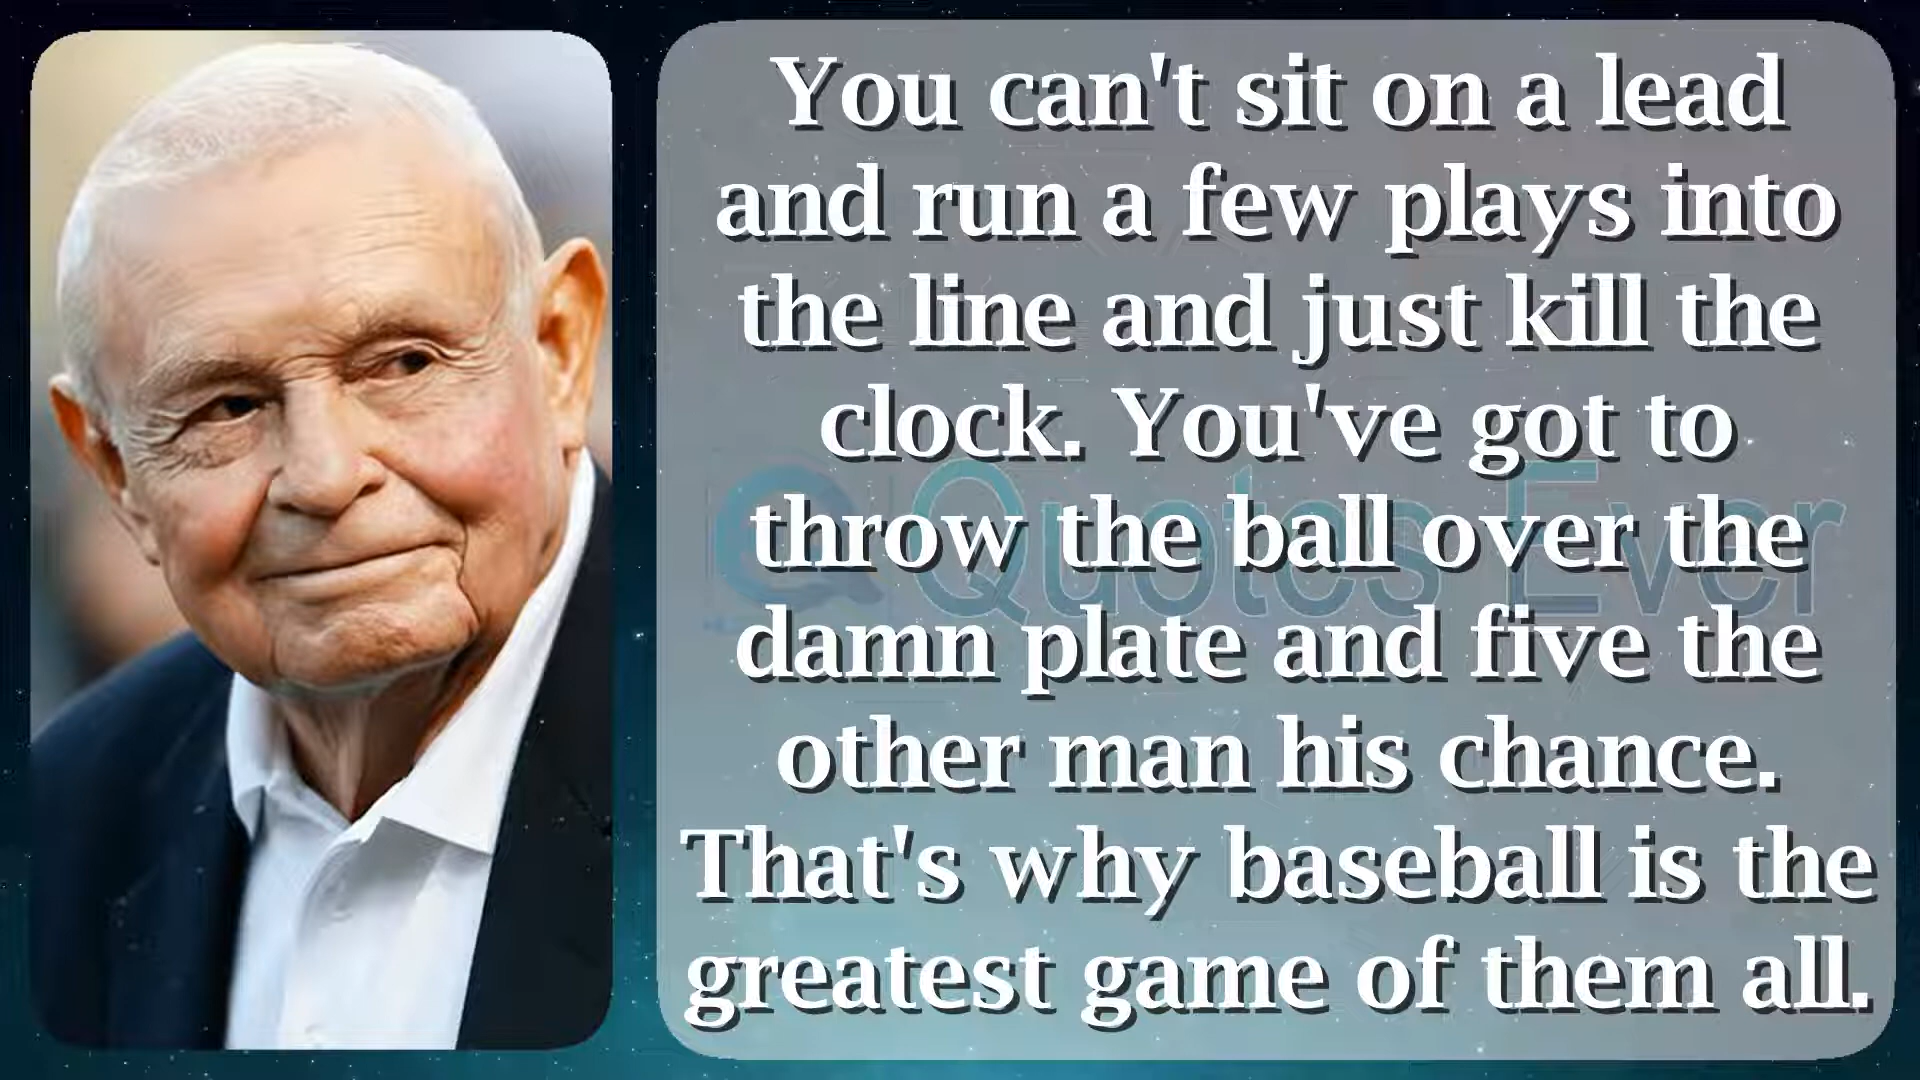 You can't sit on a lead
and run a few plays into
the line and just kill the
clock. You've got to
throw the ball over the
damn plate and five the
other man his chance.
That's why baseball is the
greatest game of them all.
Quotes Ever